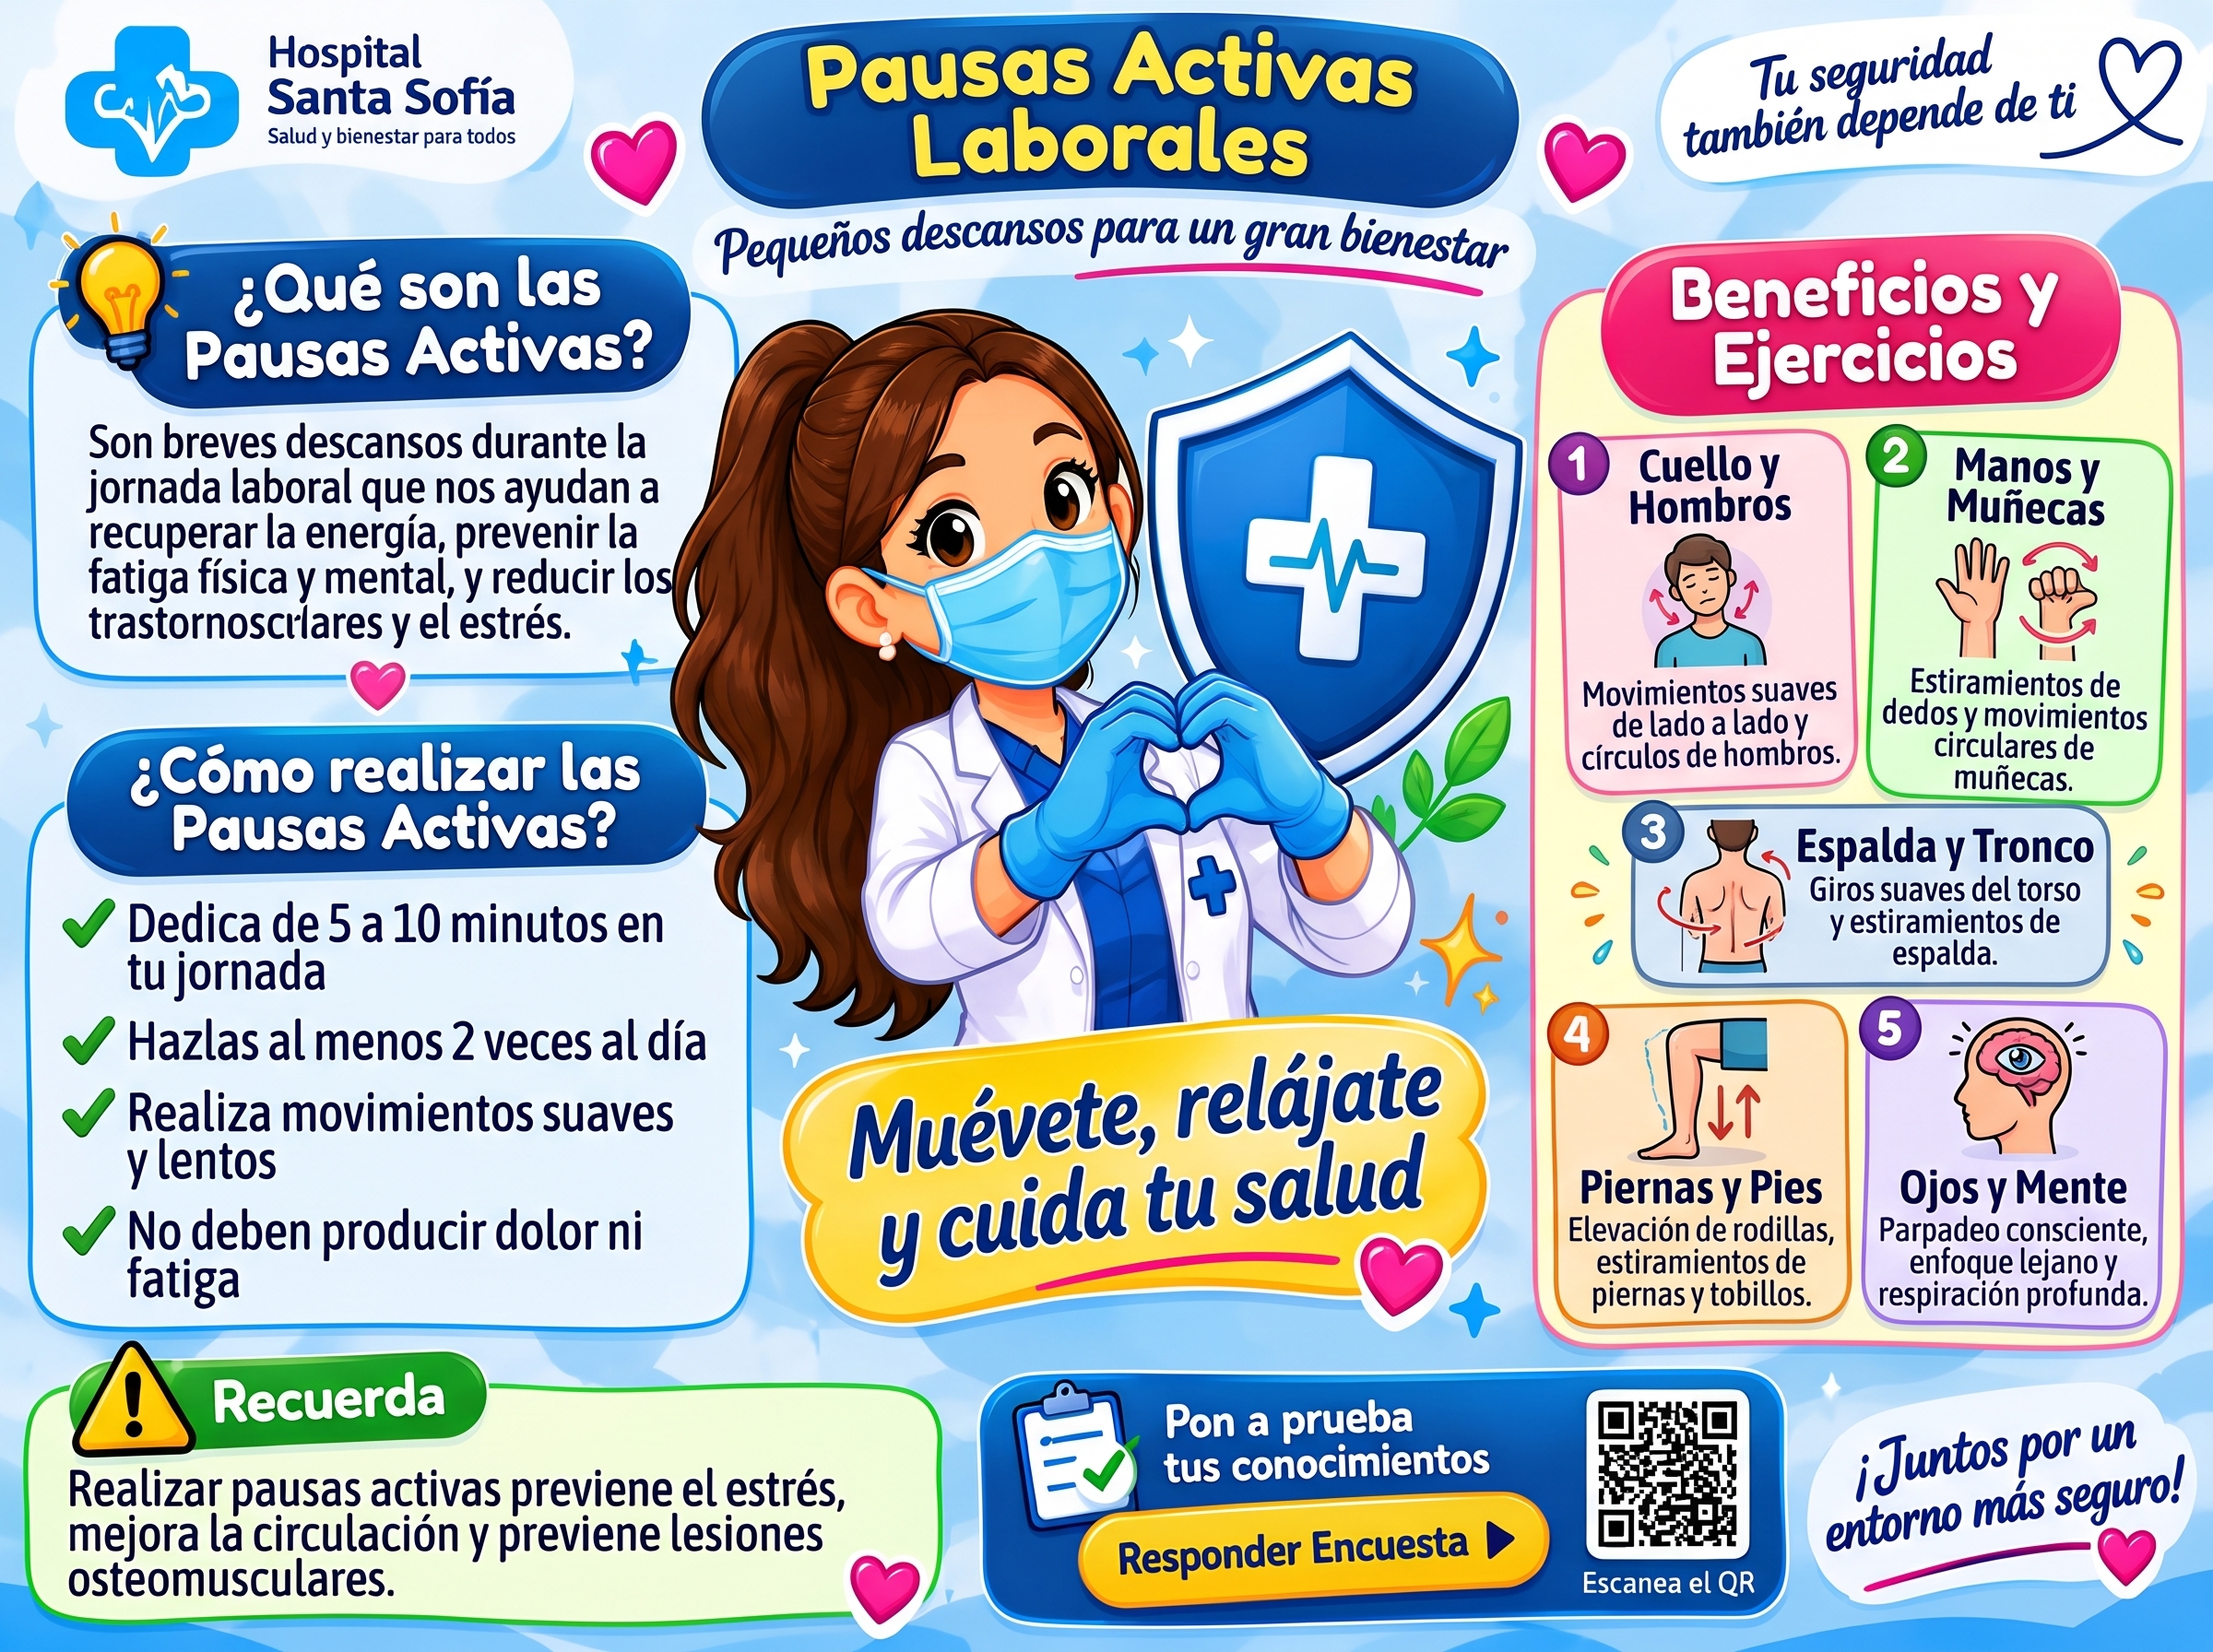 Hospital
Santa Sofía
Salud y bienestar para todos
Pausas Activas
Laborales
Pequeños descansos para un gran bienestar
Tu seguridad
también depende de ti
¿Qué son las
Pausas Activas?
Son breves descansos durante la
jornada laboral que nos ayudan a
recuperar la energía, prevenir la
fatiga física y mental, y reducir los
y el estrés.
¿Cómo realizar las
Pausas Activas?
Dedica de 5 a 10 minutos en
tu jornada
Hazlas al menos 2 veces al día
Realiza movimientos suaves
y lentos
No deben producir dolor ni
fatiga
Muévete, relájate
y cuida tu salud
Beneficios y
Ejercicios
1
Cuello y
Hombros
Movimientos suaves
de lado a lado y
círculos de hombros.
2
Manos y
Muñecas
Estiramientos de
dedos y movimientos
circulares de
muñecas.
3
Espalda y Tronco
Giros suaves del torso
y estiramientos de
espalda.
4
Piernas y Pies
Elevación de rodillas,
estiramientos de
piernas y tobillos.
5
Ojos y Mente
Parpadeo consciente,
enfoque lejano y
respiración profunda.
Recuerda
Realizar pausas activas previene el estrés,
mejora la circulación y previene lesiones
osteomusculares.
Pon a prueba
tus conocimientos
Responder Encuesta
Escanea el QR
¡Juntos por un
entorno más seguro!